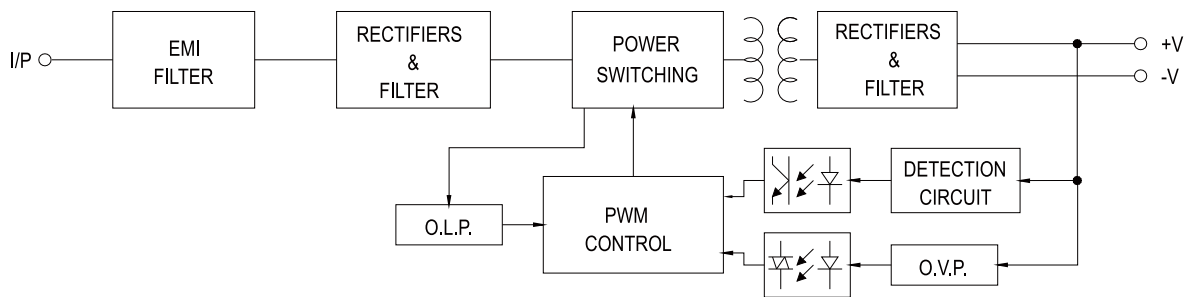 I/P
EMI
FILTER
RECTIFIERS
&
FILTER
POWER
SWITCHING
RECTIFIERS
&
FILTER
+V
-V
O.L.P.
PWM
CONTROL
DETECTION
CIRCUIT
O.V.P.